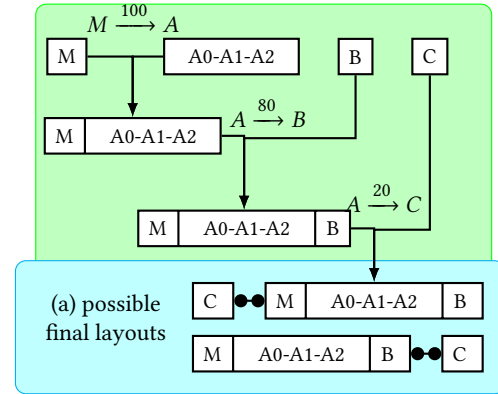 M 100→ A
M A0-A1-A2 B C
A 80→ B
M A0-A1-A2
A 20→ C
M A0-A1-A2 B
(a) possible
final layouts
C M A0-A1-A2 B
M A0-A1-A2 B C